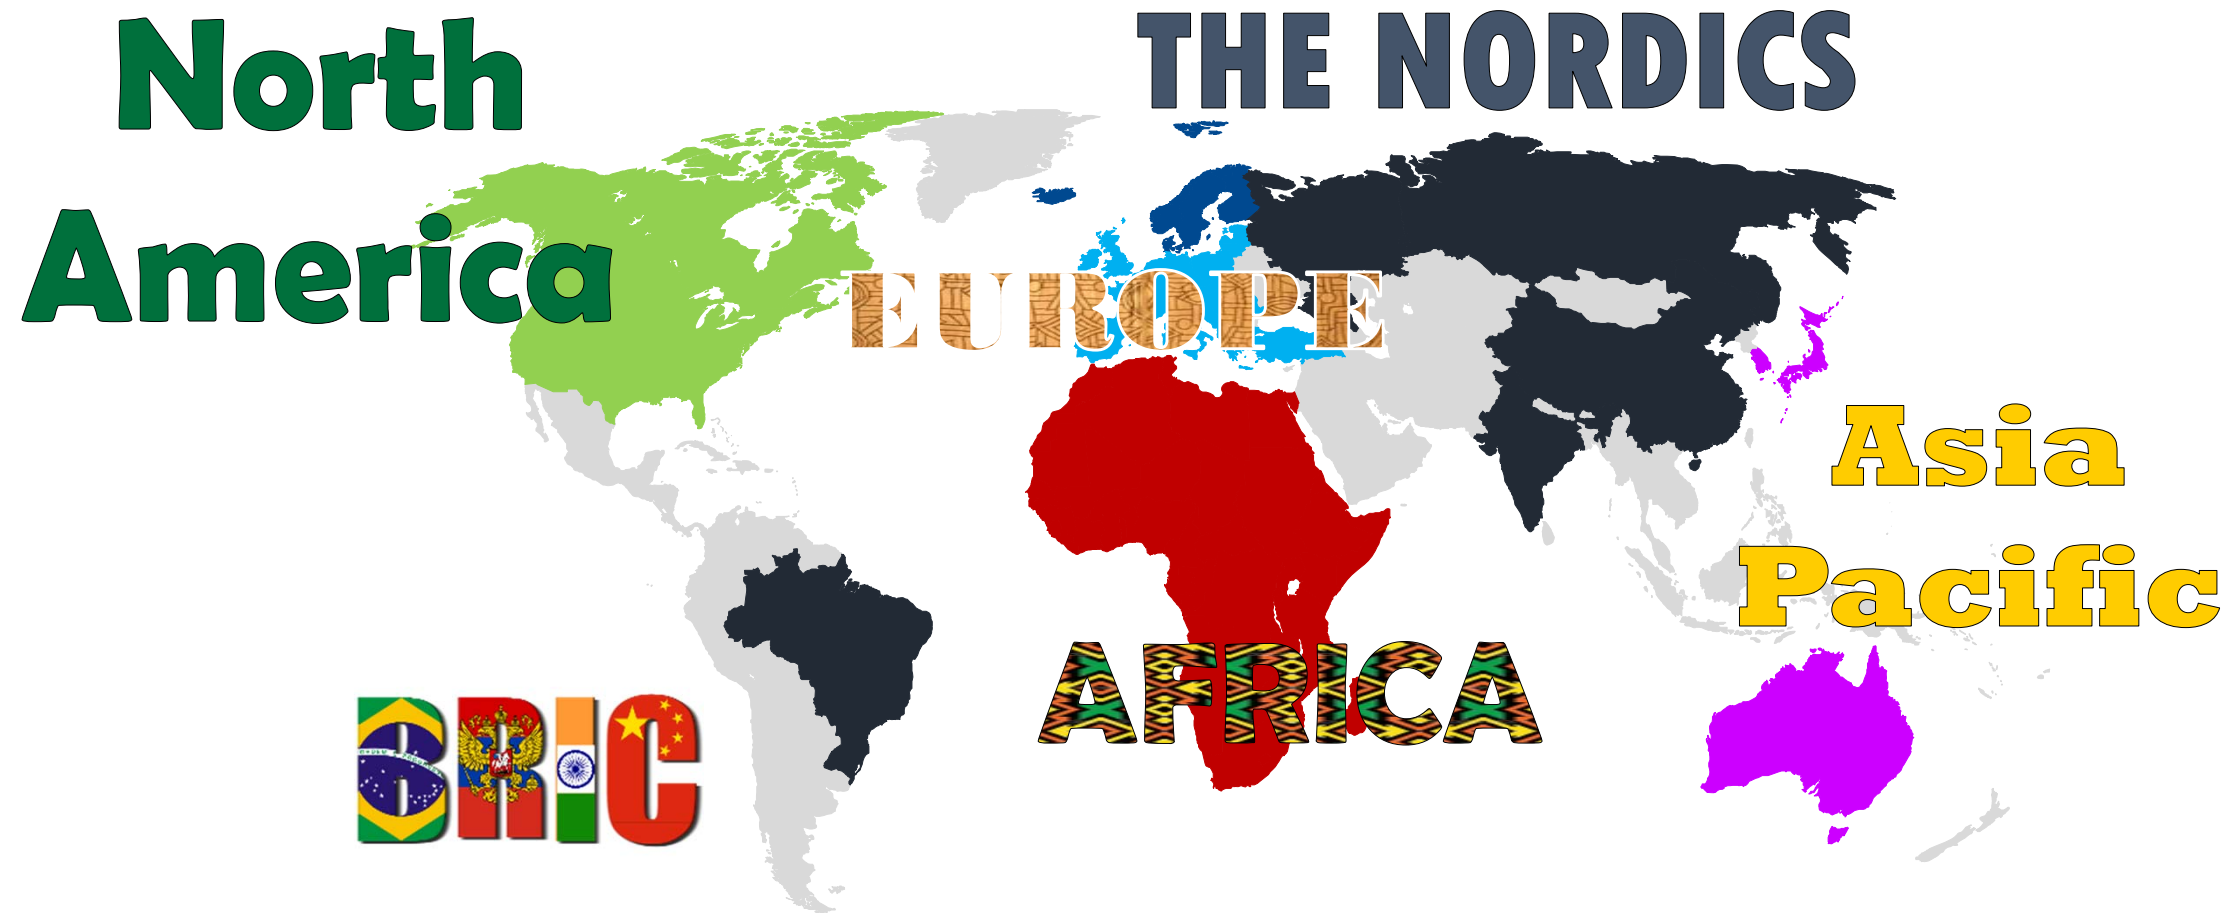 North
America
THE NORDICS
EUROPE
Asia
Pacific
AFRICA
BRIC